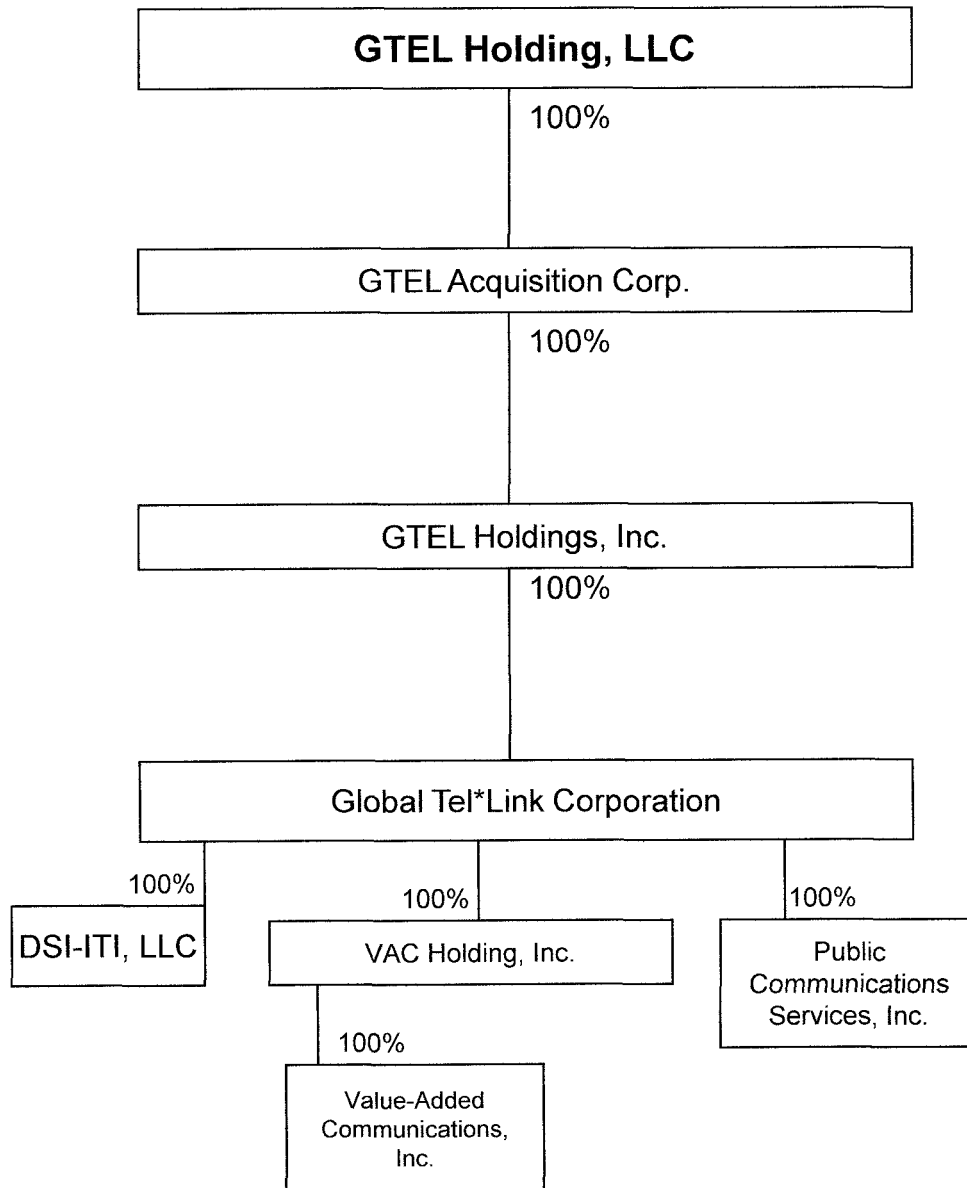 GTEL Holding, LLC
100%
GTEL Acquisition Corp.
100%
GTEL Holdings, Inc.
100%
Global Tel*Link Corporation
100%
100%
100%
DSI-ITI, LLC
VAC Holding, Inc.
Public
Communications
Services, Inc.
100%
Value-Added
Communications,
Inc.